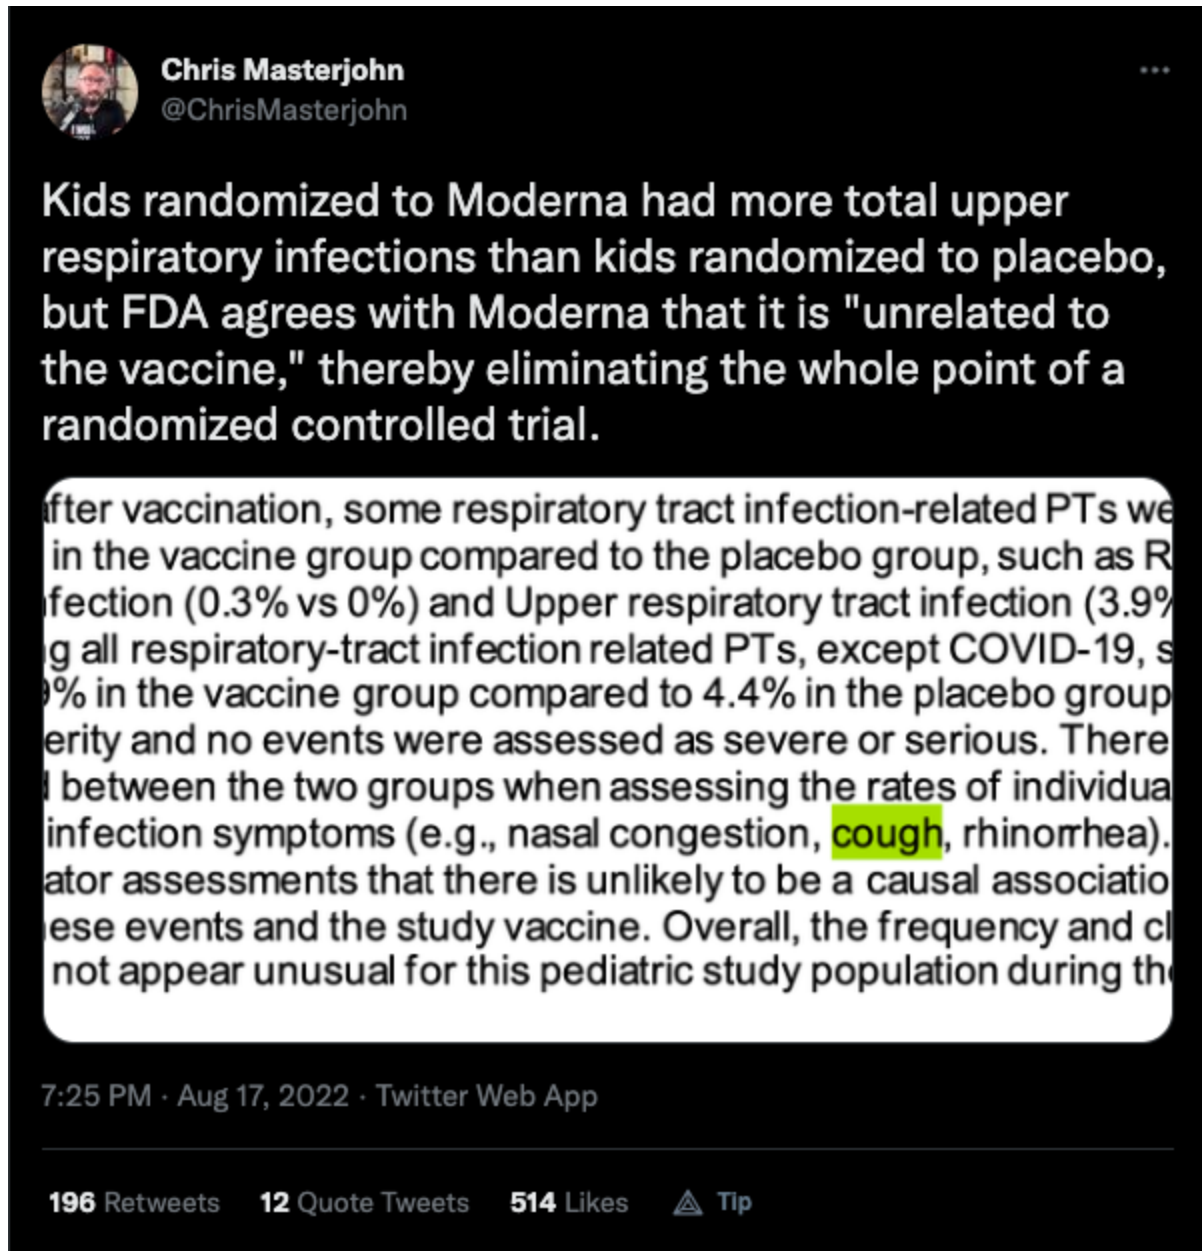 Chris Masterjohn
@ChrisMasterjohn
Kids randomized to Moderna had more total upper
respiratory infections than kids randomized to placebo,
but FDA agrees with Moderna that it is "unrelated to
the vaccine," thereby eliminating the whole point of a
randomized controlled trial.
after vaccination, some respiratory tract infection-related PTs we
in the vaccine group compared to the placebo group, such as R
fection (0.3% vs 0%) and Upper respiratory tract infection (3.9%
g all respiratory-tract infection related PTs, except COVID-19, s
% in the vaccine group compared to 4.4% in the placebo group
erity and no events were assessed as severe or serious. There
between the two groups when assessing the rates of individua
infection symptoms (e.g., nasal congestion, cough, rhinorrhea).
ator assessments that there is unlikely to be a causal associatio
ese events and the study vaccine. Overall, the frequency and cl
not appear unusual for this pediatric study population during th
7:25 PM · Aug 17, 2022 · Twitter Web App
196 Retweets 12 Quote Tweets 514 Likes Tip